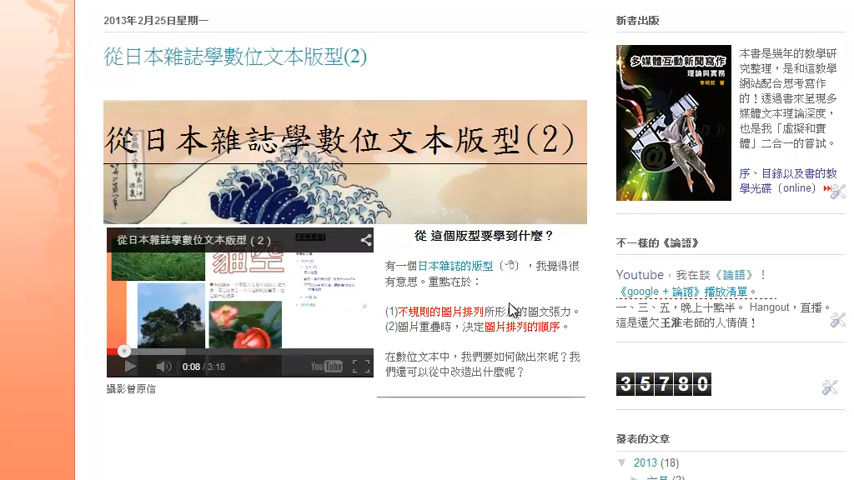 2013年2月25日星期一
從日本雜誌學數位文本版型(2)
從日本雜誌學數位文本版型(2)
從日本雜誌學數位文本版型（2）
0:08 / 3:18
YouTube
攝影曾原信
從 這個版型要學到什麼？
有一個日本雜誌的版型（），我覺得很
有意思。重點在於：
(1)不規則的圖片排列所形成的圖文張力。
(2)圖片重疊時，決定圖片排列的順序。
在數位文本中，我們要如何做出來呢？我
們還可以從中改造出什麼呢？
新書出版
多媒體互動新聞寫作
理論與實務
李明哲 著
本書是幾年的教學研
究整理，是和這教學
網站配合思考寫作
的！透過書來呈現多
媒體文本理論深度，
也是我「虛擬和實
體」二合一的嘗試。
序、目錄以及書的教
學光碟（online）
不一樣的《論語》
Youtube，我在談《論語》！
《google + 論語》播放清單。
一、三、五，晚上十點半。 Hangout，直播。
這是還欠王淮老師的人情債！
35780
發表的文章
▼ 2013 (18)